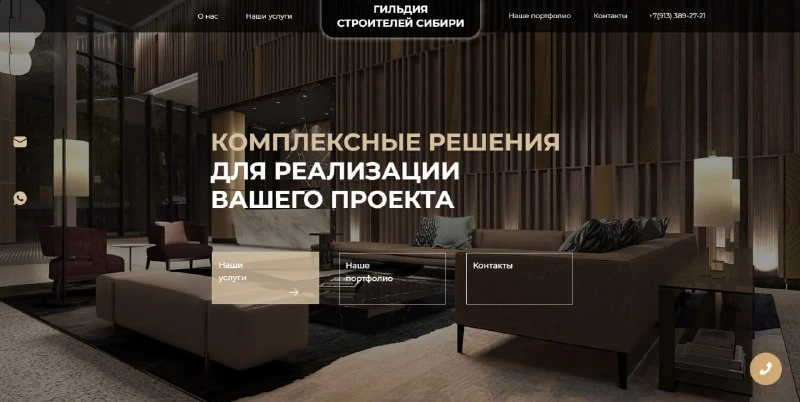 О нас
Наши услуги
ГИЛЬДИЯ
СТРОИТЕЛЕЙ СИБИРИ
Наше портфолио
Контакты
+7(913) 389-27-21
КОМПЛЕКСНЫЕ РЕШЕНИЯ
ДЛЯ РЕАЛИЗАЦИИ
ВАШЕГО ПРОЕКТА
Наши
услуги
Наше
портфолио
Контакты